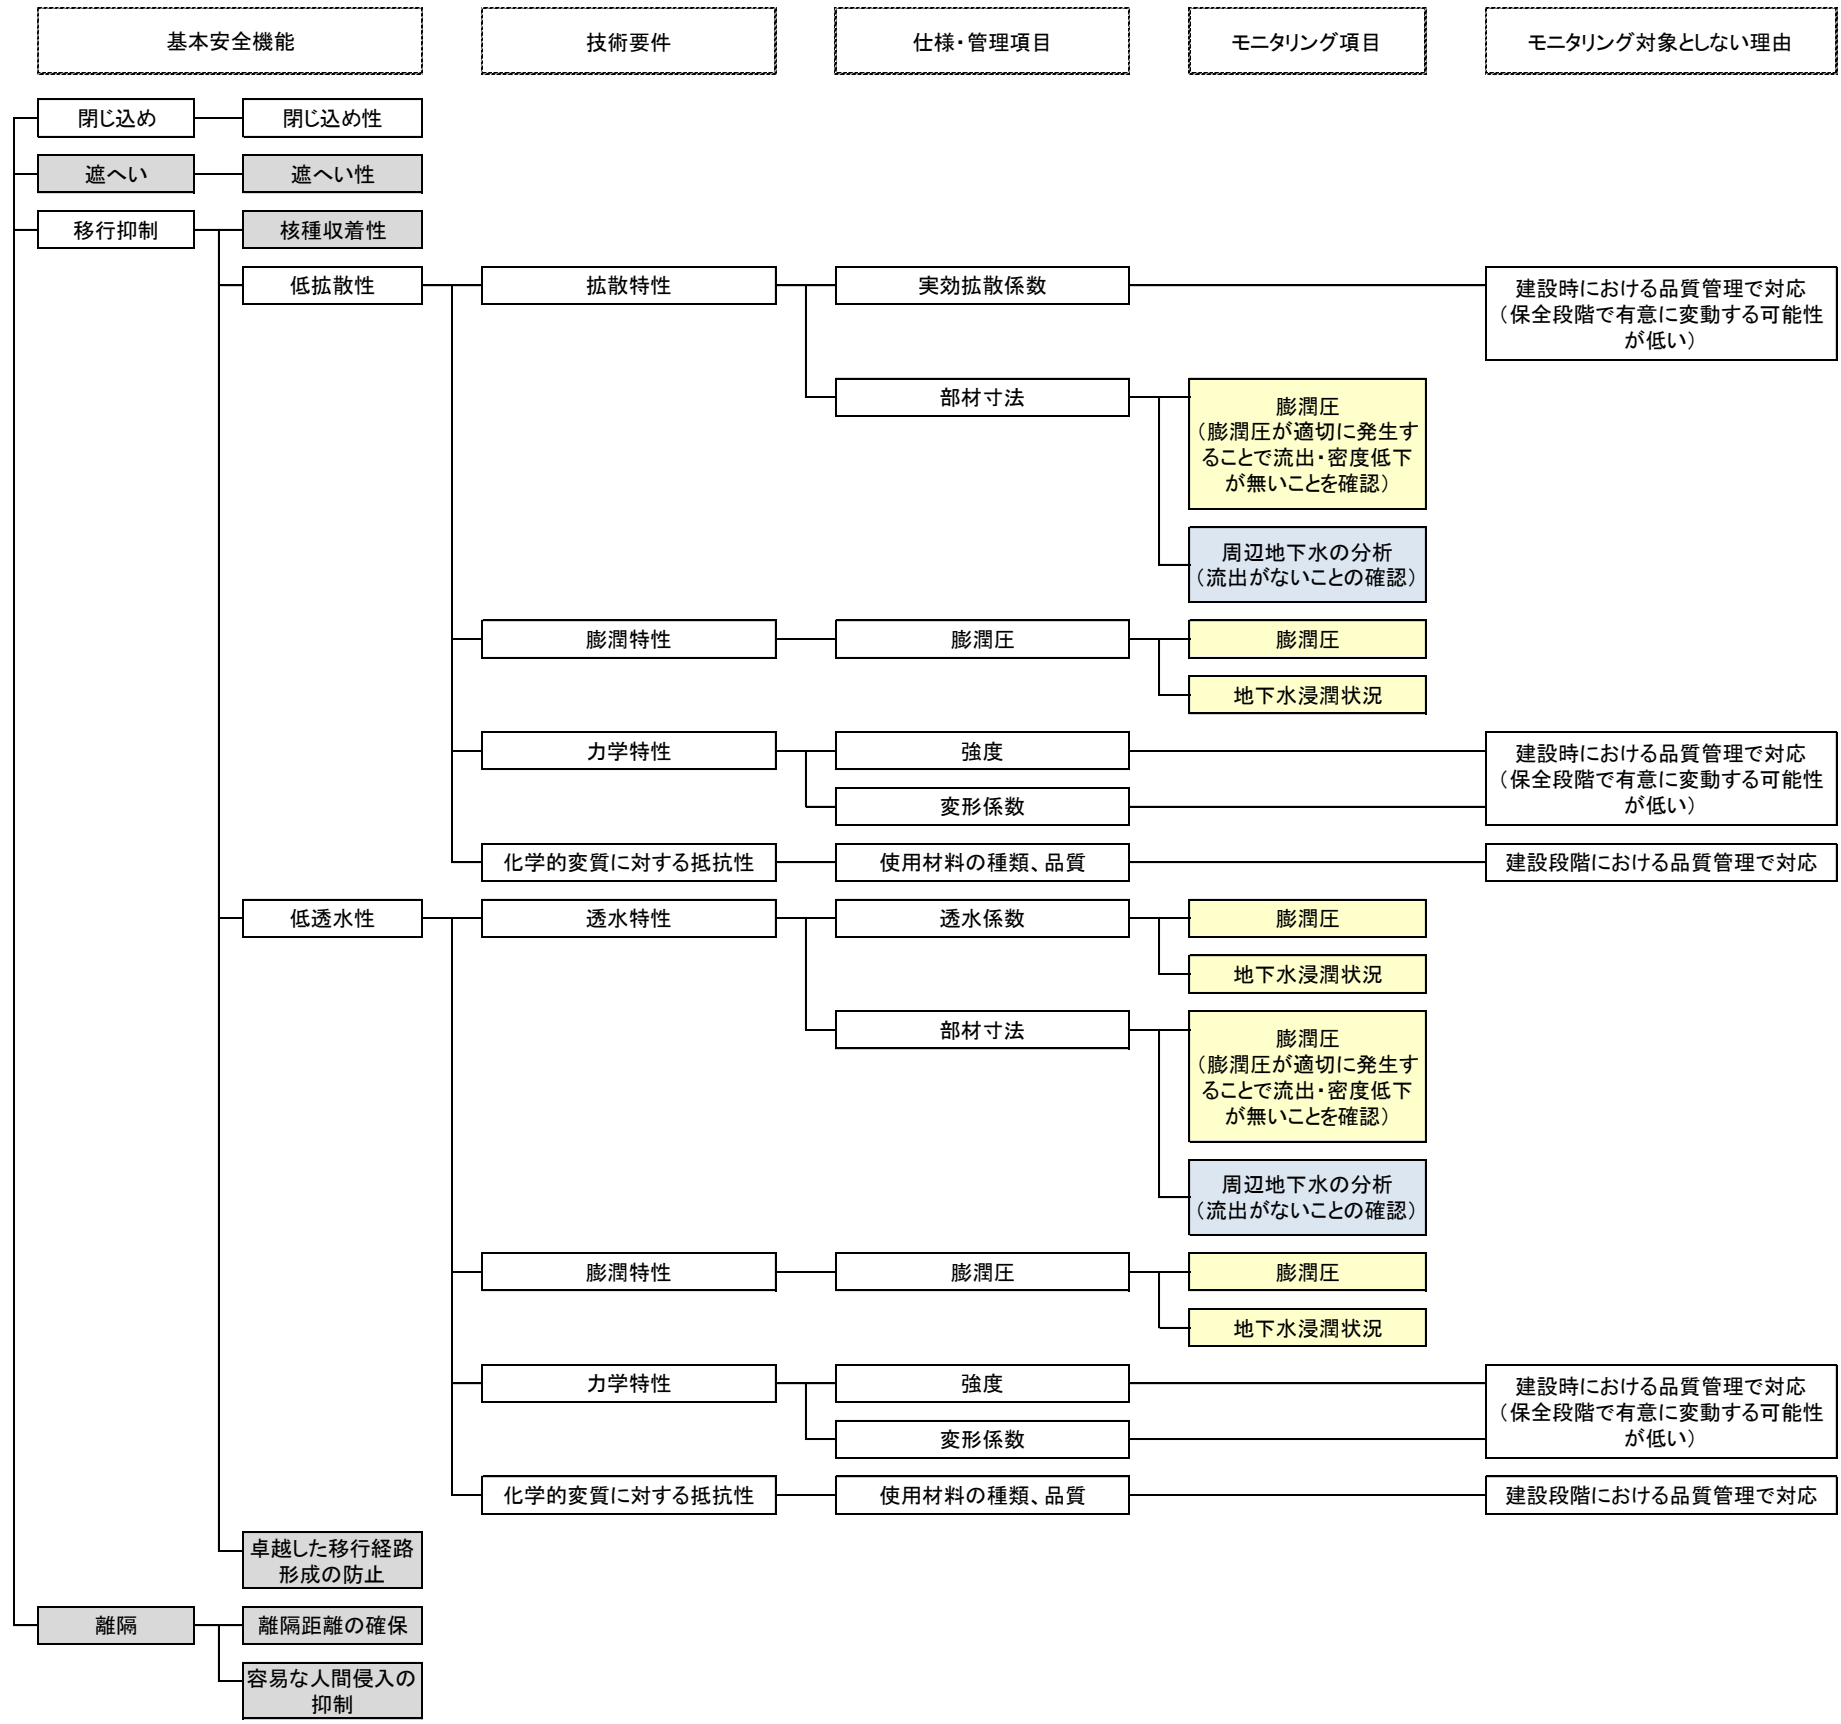 基本安全機能
技術要件
仕様・管理項目
モニタリング項目
モニタリング対象としない理由
閉じ込め
閉じ込め性
遮へい
遮へい性
移行抑制
核種収着性
低拡散性
拡散特性
実効拡散係数
建設時における品質管理で対応
（保全段階で有意に変動する可能性
が低い）
部材寸法
膨潤圧
（膨潤圧が適切に発生す
ることで流出・密度低下
が無いことを確認）
周辺地下水の分析
（流出がないことの確認）
膨潤特性
膨潤圧
膨潤圧
地下水浸潤状況
力学特性
強度
建設時における品質管理で対応
（保全段階で有意に変動する可能性
が低い）
変形係数
化学的変質に対する抵抗性
使用材料の種類、品質
建設段階における品質管理で対応
低透水性
透水特性
透水係数
膨潤圧
地下水浸潤状況
部材寸法
膨潤圧
（膨潤圧が適切に発生す
ることで流出・密度低下
が無いことを確認）
周辺地下水の分析
（流出がないことの確認）
膨潤特性
膨潤圧
膨潤圧
地下水浸潤状況
力学特性
強度
建設時における品質管理で対応
（保全段階で有意に変動する可能性
が低い）
変形係数
化学的変質に対する抵抗性
使用材料の種類、品質
建設段階における品質管理で対応
卓越した移行経路
形成の防止
離隔
離隔距離の確保
容易な人間侵入の
抑制